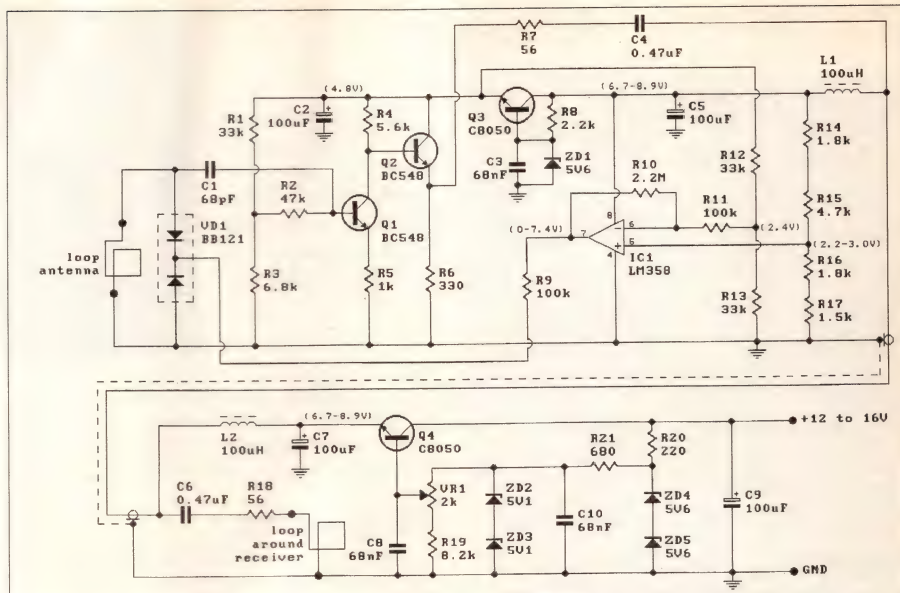 R7
56
C4
0.47uF
L1
100uH
(4.8V)
(6.7-8.9V)
R1
33k
C2
100uF
R4
5.6k
Q3
C8050
R8
2.2k
C5
100uF
R14
1.8k
Q2
BC548
C3
68nF
ZD1
5V6
R12
33k
C1
68pF
R2
47k
R10
2.2M
R15
4.7k
VD1
BB121
Q1
BC548
R11
100k
(0-7.4V)
8
6
(2.4V)
7
5
(2.2-3.0V)
4
IC1
LM358
loop
antenna
R3
6.8k
R5
1k
R6
330
R9
100k
R13
33k
R16
1.8k
R17
1.5k
(6.7-8.9V)
+12 to 16V
L2
100uH
C7
100uF
Q4
C8050
R21
680
R20
220
C6
0.47uF
R18
56
VR1
2k
ZD2
5V1
C10
68nF
ZD4
5V6
C9
100uF
loop
around
receiver
C8
68nF
R19
8.2k
ZD3
5V1
ZD5
5V6
GND